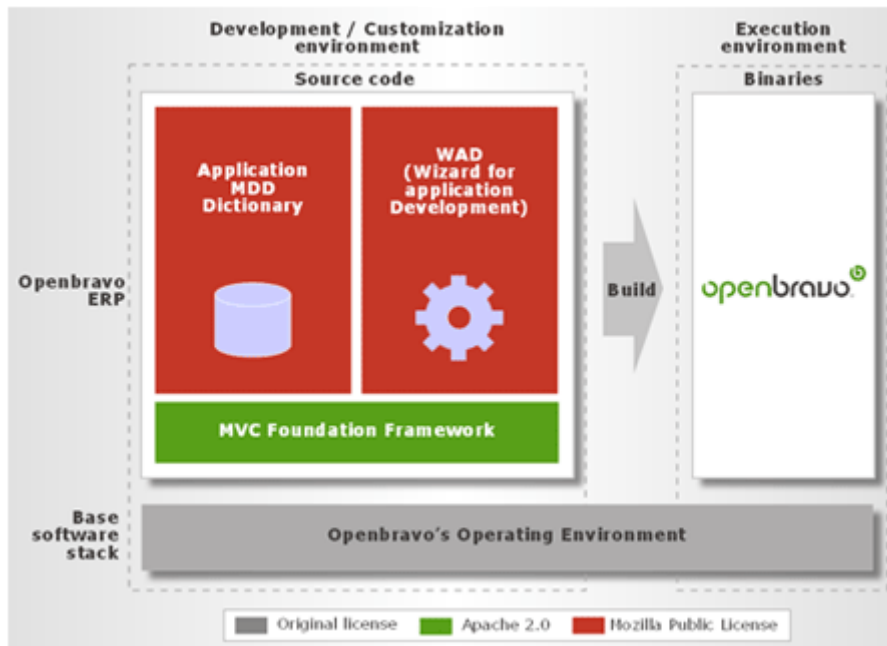 Development / Customization
environment
Execution
environment
Source code
Binaries
Application
MDD
Dictionary
WAD
(Wizard for
application
Development)
Openbravo
ERP
Build
openbravo
MVC Foundation Framework
Base
software
stack
Openbravo's Operating Environment
Original license
Apache 2.0
Mozilla Public License